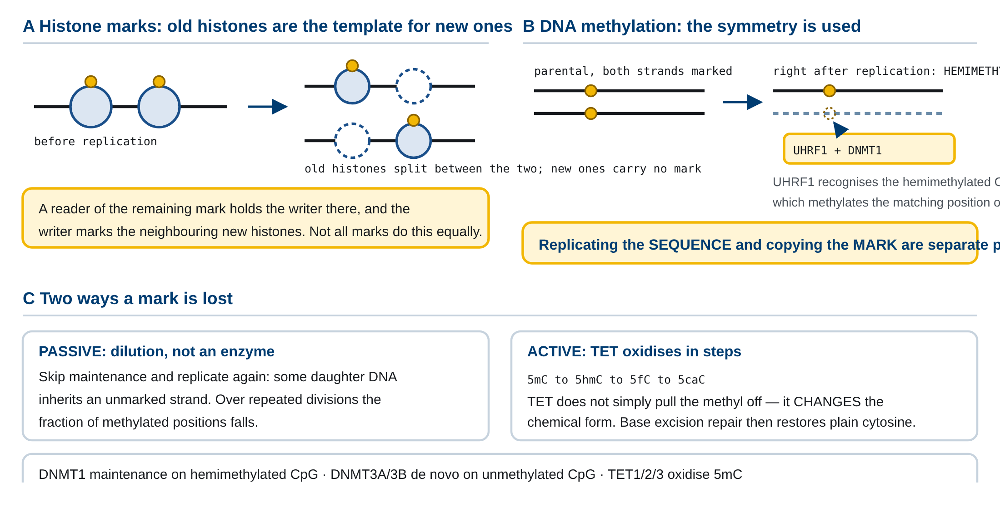 A Histone marks: old histones are the template for new ones
before replication
old histones split between the two; new ones carry no mark
A reader of the remaining mark holds the writer there, and the
writer marks the neighbouring new histones. Not all marks do this equally.
B DNA methylation: the symmetry is used
parental, both strands marked
right after replication:
UHRF1 + DNMT1
UHRF1 recognises the hemimethylated
which methylates the matching position
Replicating the SEQUENCE and copying the MARK are separate
C Two ways a mark is lost
PASSIVE: dilution, not an enzyme
Skip maintenance and replicate again: some daughter DNA
inherits an unmarked strand. Over repeated divisions the
fraction of methylated positions falls.
ACTIVE: TET oxidises in steps
5mC to 5hmC to 5fC to 5caC
TET does not simply pull the methyl off — it CHANGES the
chemical form. Base excision repair then restores plain cytosine.
DNMT1 maintenance on hemimethylated CpG · DNMT3A/3B de novo on unmethylated CpG · TET1/2/3 oxidise 5mC